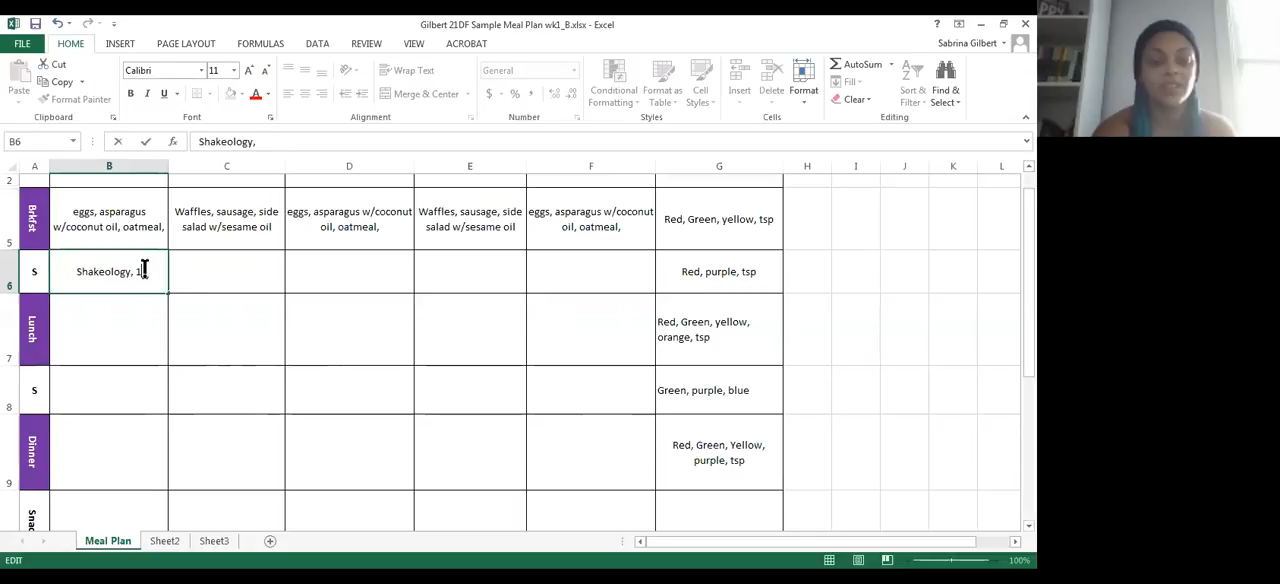 Gilbert 21DF Sample Meal Plan wk1_B.xlsx - Excel
FILE HOME INSERT PAGE LAYOUT FORMULAS DATA REVIEW VIEW ACROBAT Sabrina Gilbert
Paste
Cut
Copy
Format Painter
Clipboard
Calibri 11
B I U
Font
Wrap Text
Merge & Center
Alignment
General
$ % ,
Number
Conditional Formatting
Format as Table
Cell Styles
Styles
Insert Delete Format
Cells
AutoSum
Fill
Clear
Sort & Filter
Find & Select
Editing
B6 fx Shakeology,
A B C D E F G H I J K L
2
5
Brkfst
eggs, asparagus
w/coconut oil, oatmeal,
Waffles, sausage, side
salad w/sesame oil
eggs, asparagus w/coconut
oil, oatmeal,
Waffles, sausage, side
salad w/sesame oil
eggs, asparagus w/coconut
oil, oatmeal,
Red, Green, yellow, tsp
6
S
Shakeology, 1
Red, purple, tsp
7
Lunch
Red, Green, yellow,
orange, tsp
8
S
Green, purple, blue
9
Dinner
Red, Green, Yellow,
purple, tsp
Snac
Meal Plan Sheet2 Sheet3
EDIT 100%